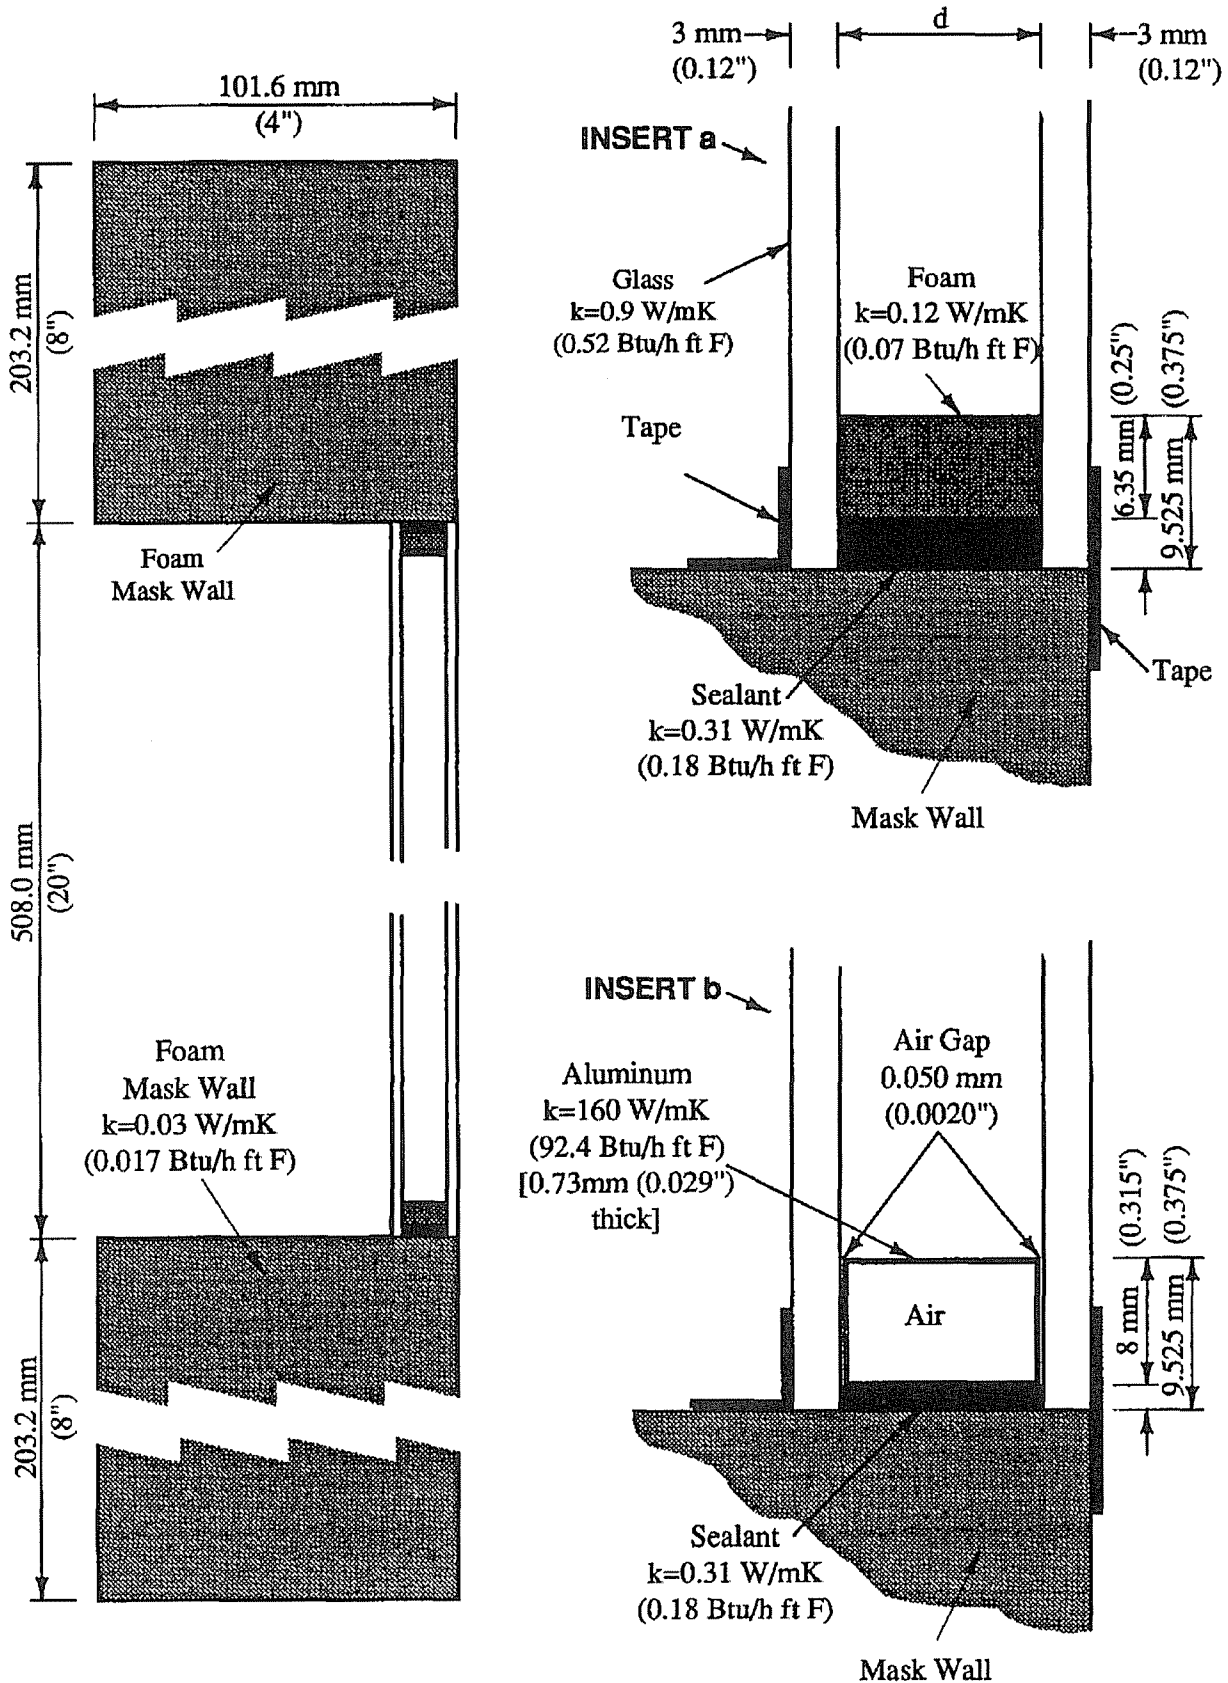 101.6 mm
(4")
203.2 mm
(8")
Foam
Mask Wall
508.0 mm
(20")
Foam
Mask Wall
k=0.03 W/mK
(0.017 Btu/h ft F)
203.2 mm
(8")
3 mm
(0.12")
d
3 mm
(0.12")
INSERT a
Glass
k=0.9 W/mK
(0.52 Btu/h ft F)
Foam
k=0.12 W/mK
(0.07 Btu/h ft F)
6.35 mm
(0.25")
9.525 mm
(0.375")
Tape
Tape
Sealant
k=0.31 W/mK
(0.18 Btu/h ft F)
Mask Wall
INSERT b
Aluminum
k=160 W/mK
(92.4 Btu/h ft F)
[0.73mm (0.029")
thick]
Air Gap
0.050 mm
(0.0020")
Air
8 mm
(0.315")
9.525 mm
(0.375")
Sealant
k=0.31 W/mK
(0.18 Btu/h ft F)
Mask Wall